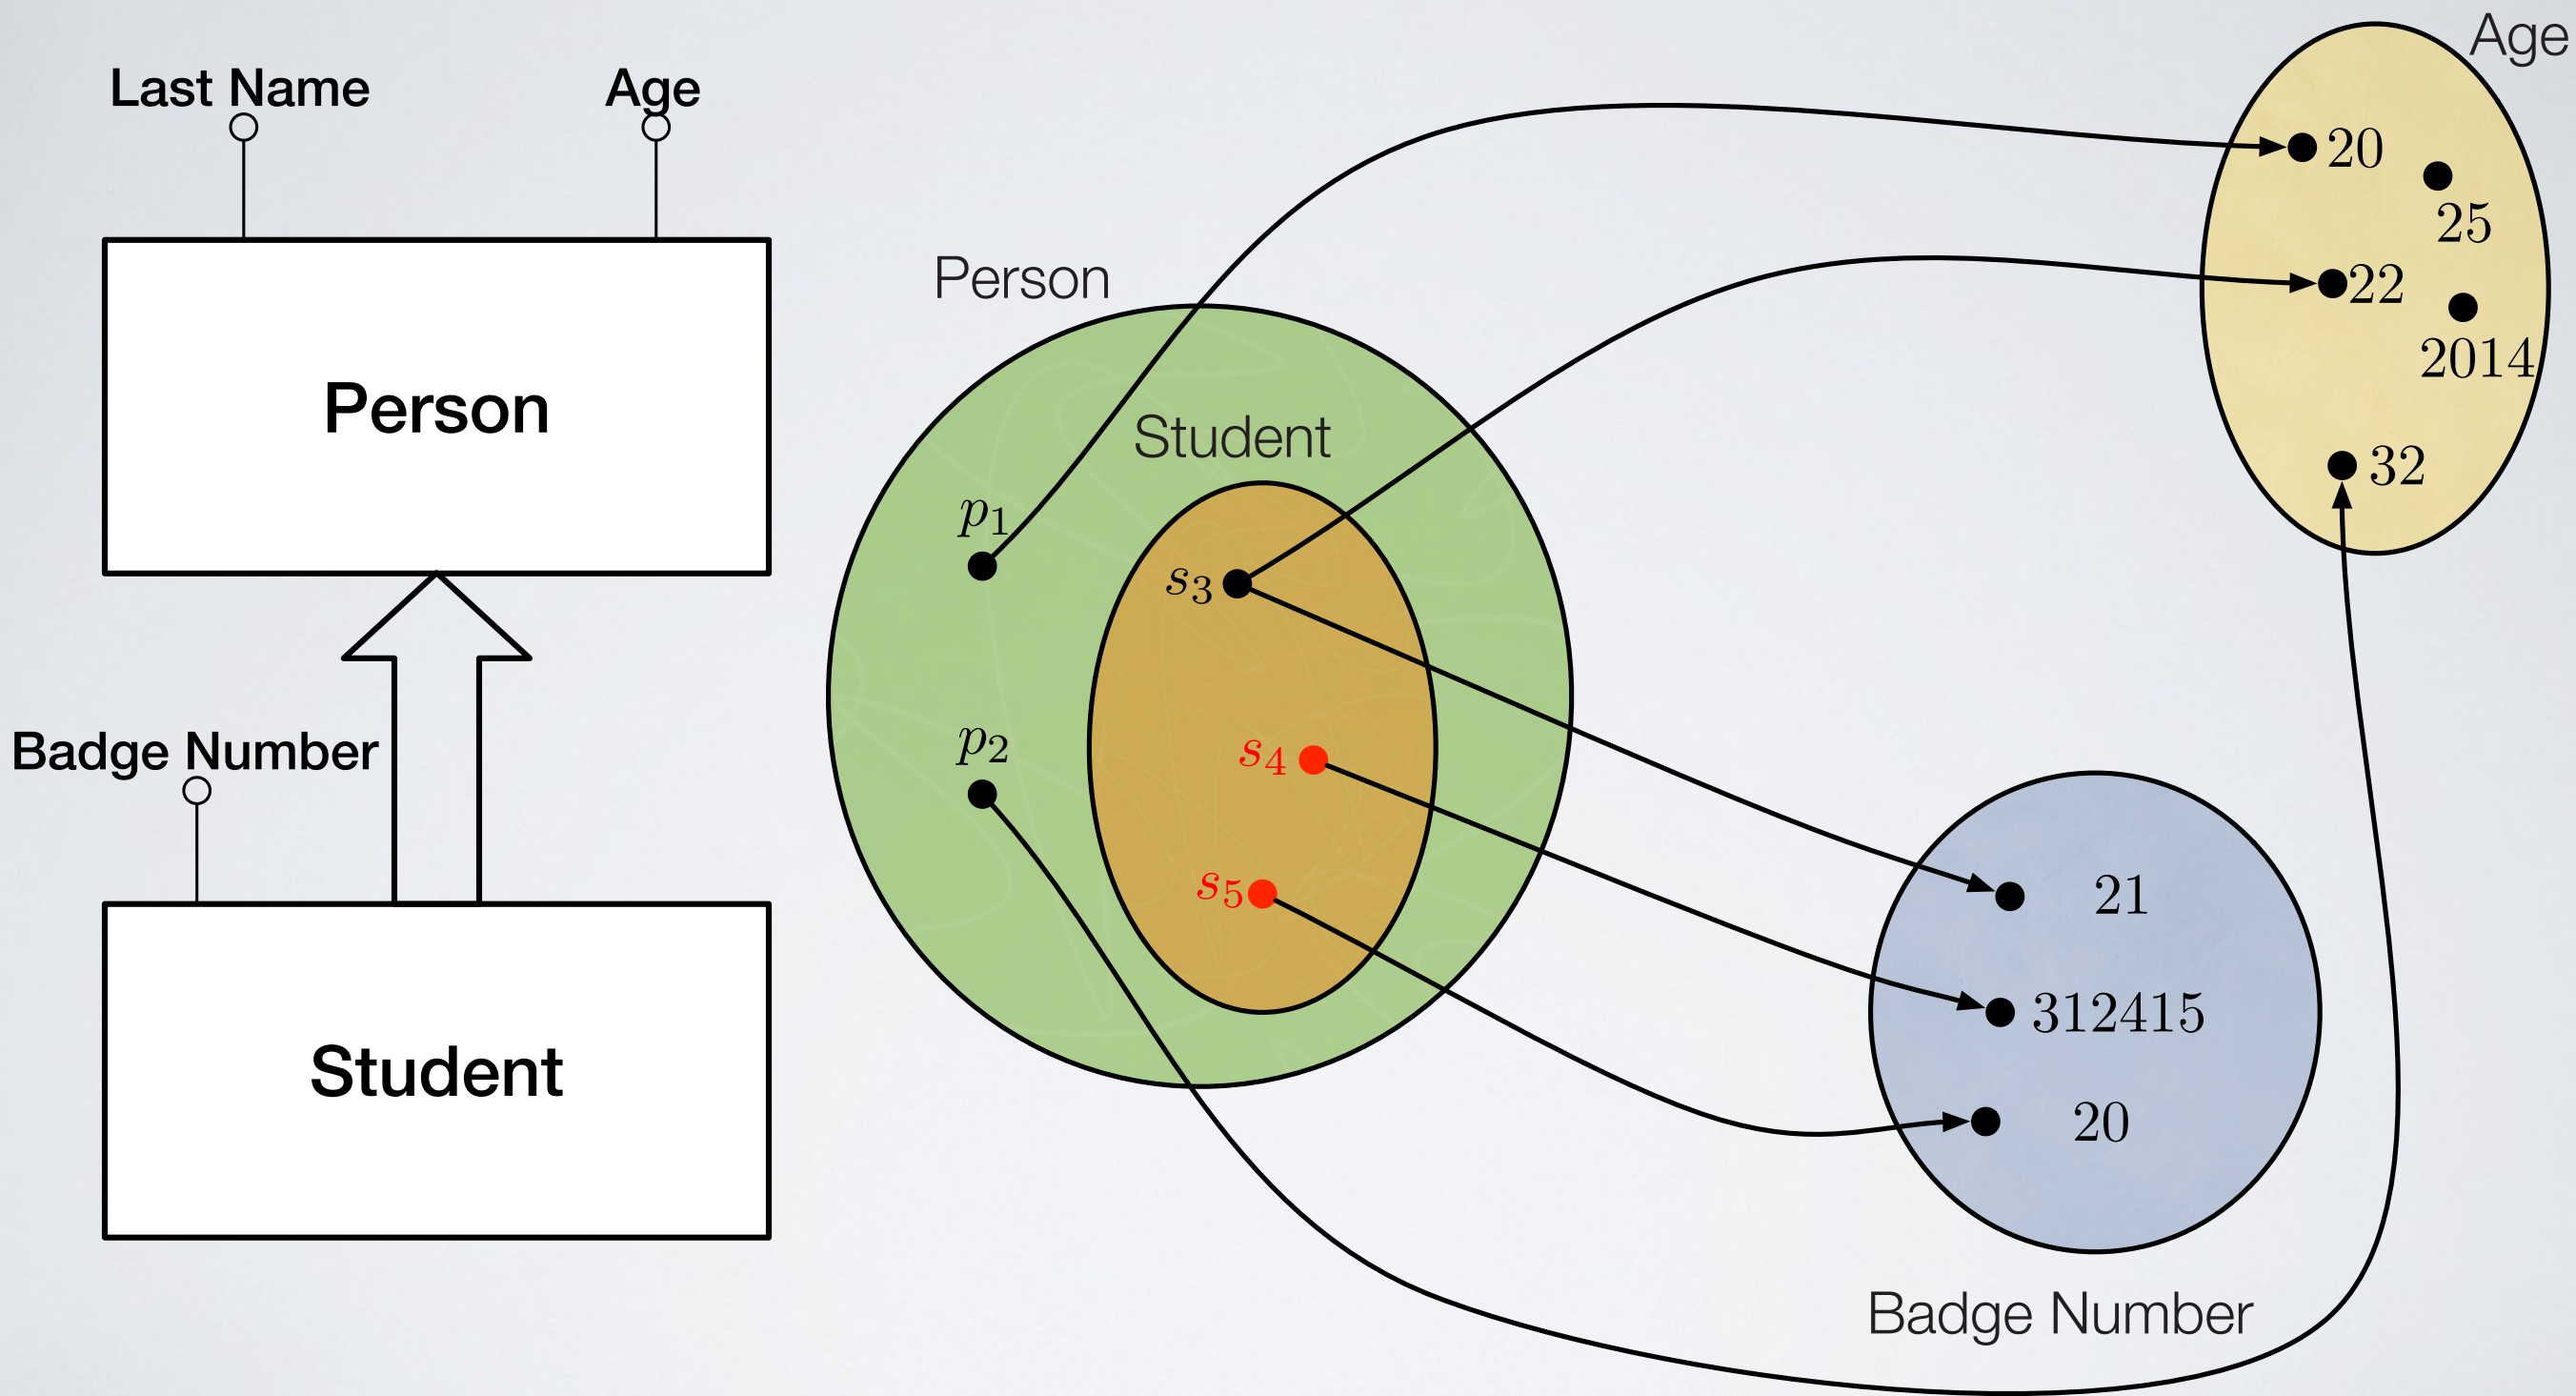 Last Name
Age
Person
Badge Number
Student
Person
Student
p₁
p₂
s₃
s₄
s₅
Age
20
25
22
2014
32
21
312415
20
Badge Number